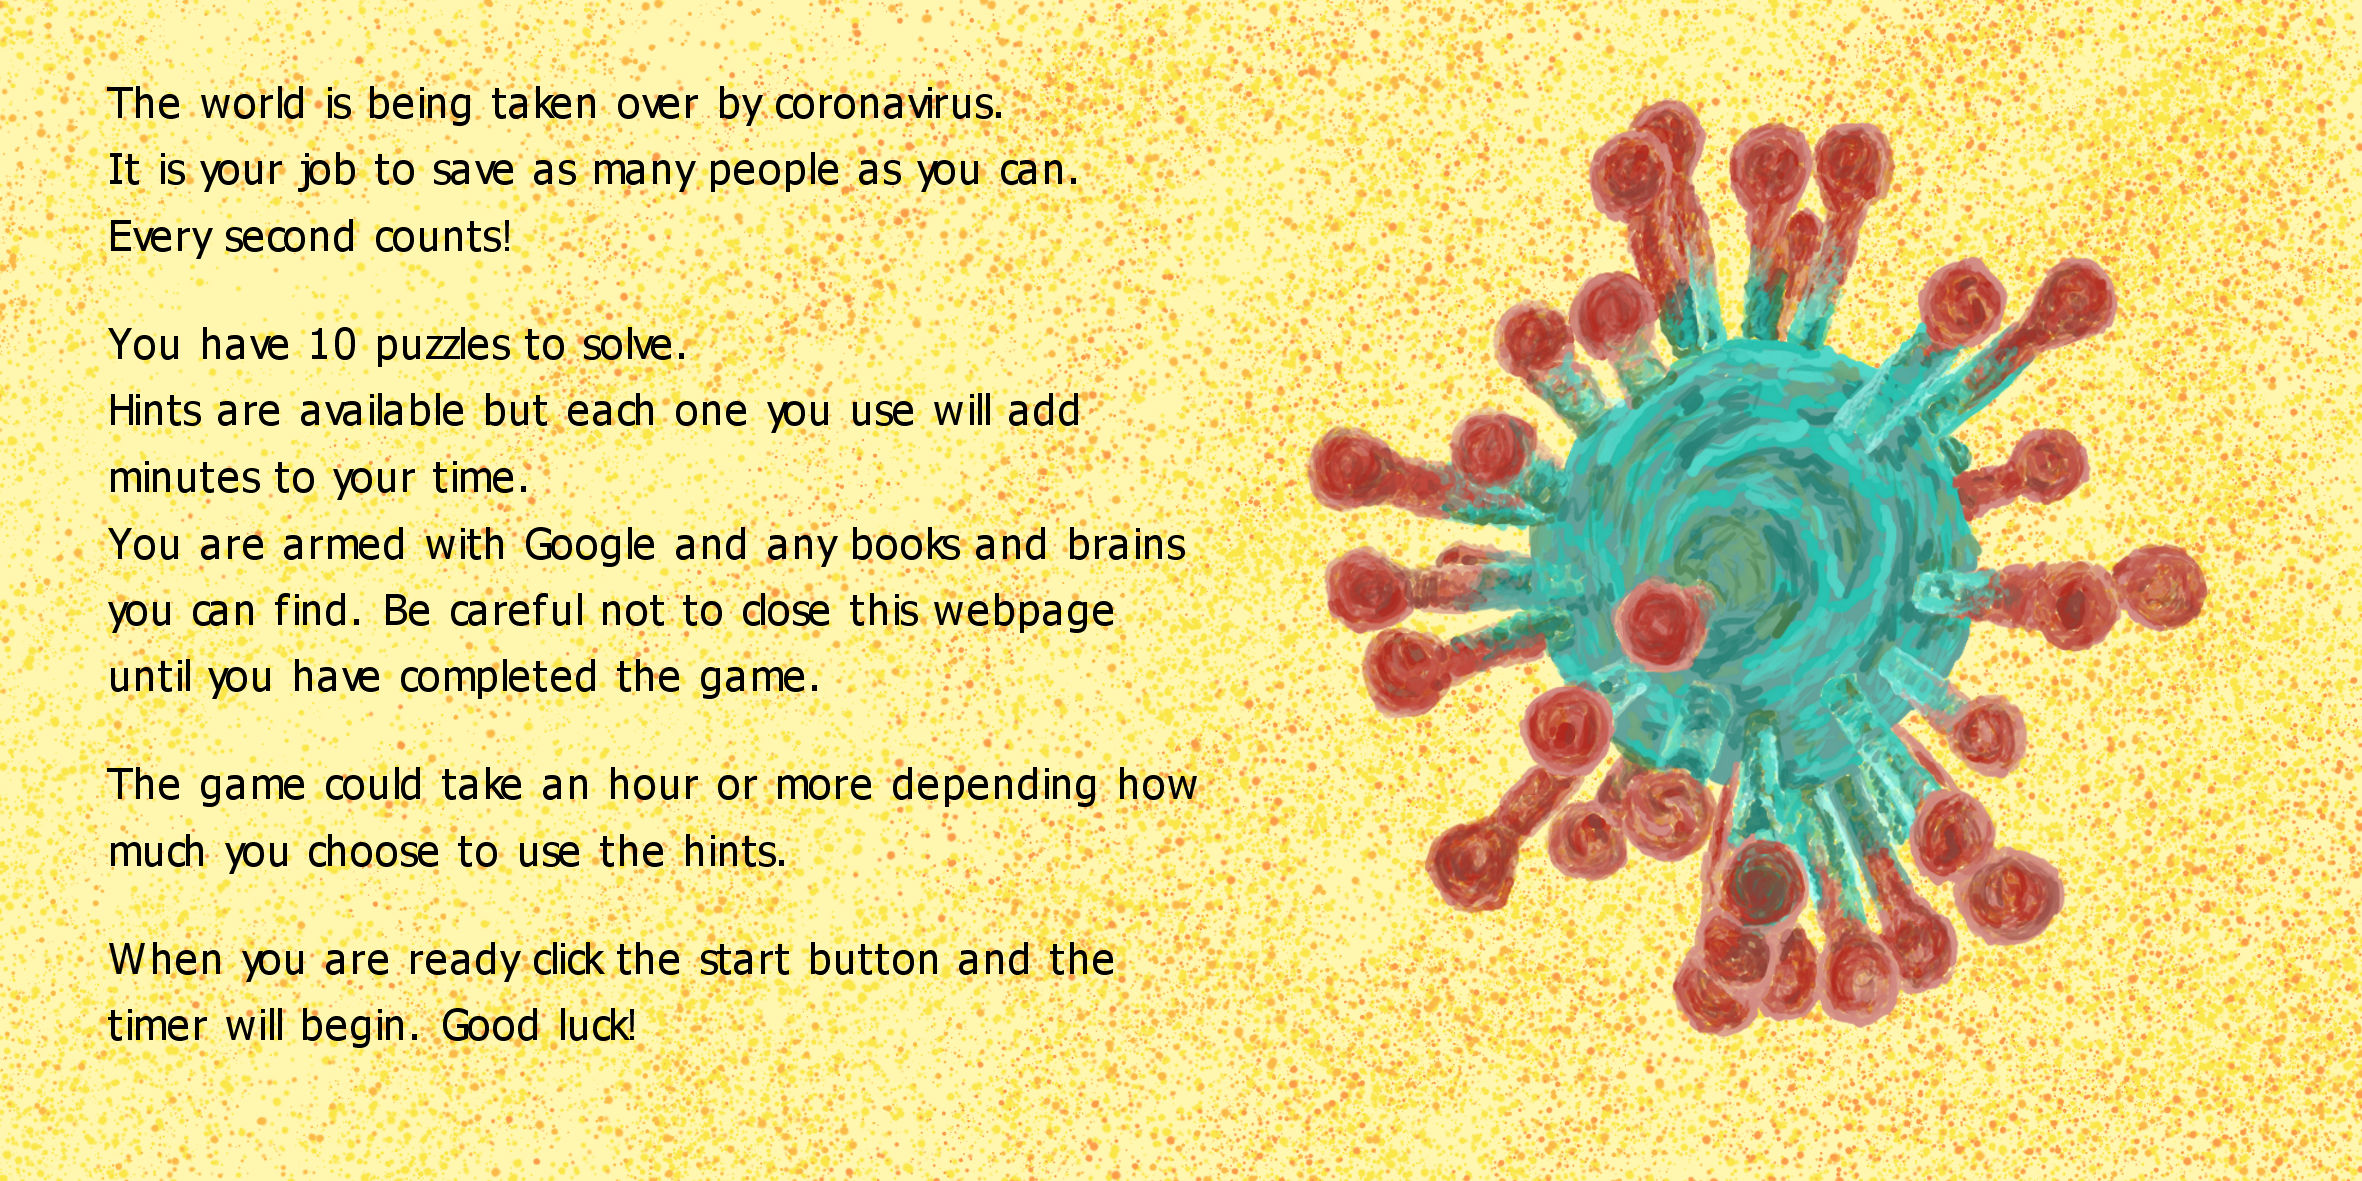 The world is being taken over by coronavirus.
It is your job to save as many people as you can.
Every second counts!
You have 10 puzzles to solve.
Hints are available but each one you use will add
minutes to your time.
You are armed with Google and any books and brains
you can find. Be careful not to close this webpage
until you have completed the game.
The game could take an hour or more depending how
much you choose to use the hints.
When you are ready click the start button and the
timer will begin. Good luck!